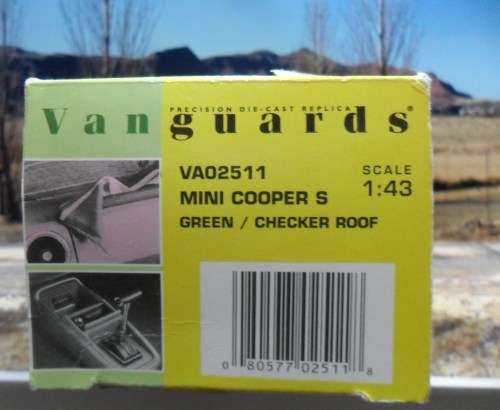 Vanguards®
PRECISION DIE-CAST REPLICA
VA02511
SCALE
1:43
MINI COOPER S
GREEN / CHECKER ROOF
0 80577 02511 8